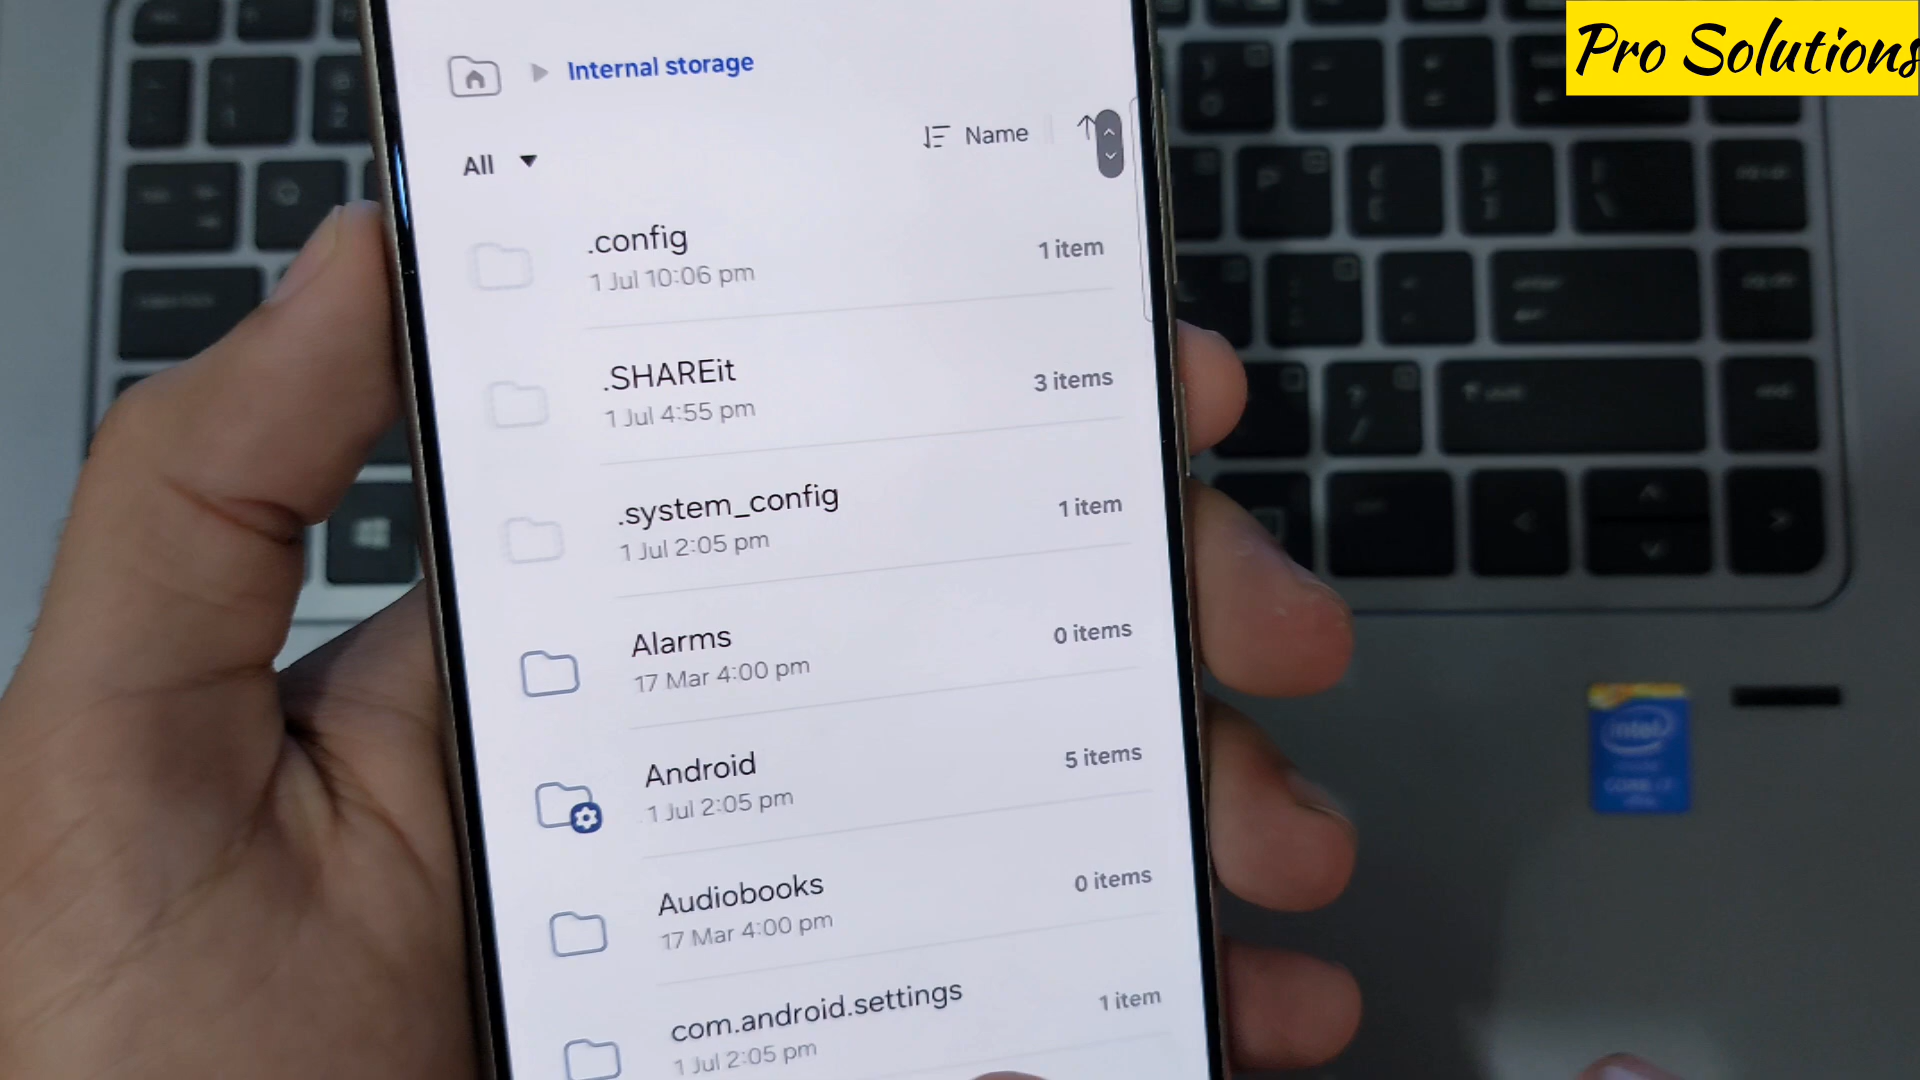 Pro Solutions
Internal storage
All
Name
.config
1 Jul 10:06 pm
1 item
.SHAREit
1 Jul 4:55 pm
3 items
.system_config
1 Jul 2:05 pm
1 item
Alarms
17 Mar 4:00 pm
0 items
Android
1 Jul 2:05 pm
5 items
Audiobooks
17 Mar 4:00 pm
0 items
com.android.settings
1 Jul 2:05 pm
1 item
intel